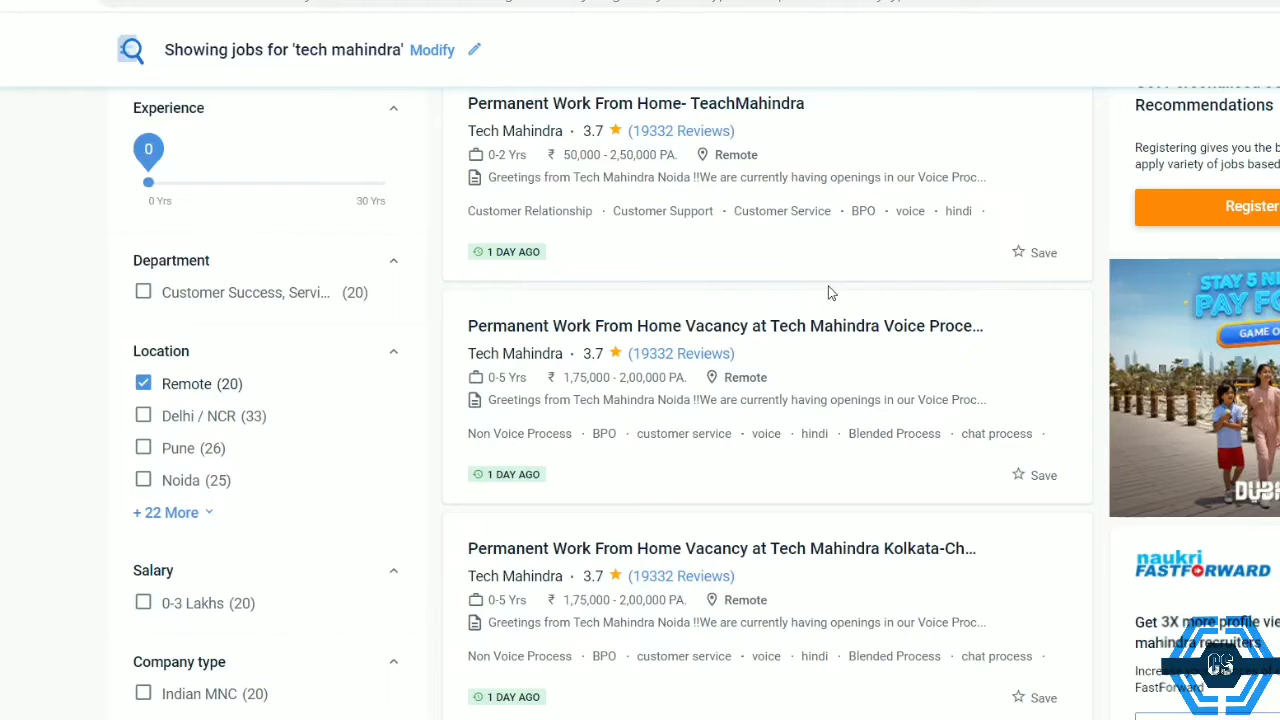 Showing jobs for 'tech mahindra' Modify
Experience
0
0 Yrs 30 Yrs
Department
Customer Success, Servi... (20)
Location
Remote (20)
Delhi / NCR (33)
Pune (26)
Noida (25)
+ 22 More
Salary
0-3 Lakhs (20)
Company type
Indian MNC (20)
Permanent Work From Home- TeachMahindra
Tech Mahindra · 3.7 ★ (19332 Reviews)
0-2 Yrs ₹ 50,000 - 2,50,000 PA. Remote
Greetings from Tech Mahindra Noida !!We are currently having openings in our Voice Proc...
Customer Relationship · Customer Support · Customer Service · BPO · voice · hindi ·
1 DAY AGO Save
Permanent Work From Home Vacancy at Tech Mahindra Voice Proce...
Tech Mahindra · 3.7 ★ (19332 Reviews)
0-5 Yrs ₹ 1,75,000 - 2,00,000 PA. Remote
Greetings from Tech Mahindra Noida !!We are currently having openings in our Voice Proc...
Non Voice Process · BPO · customer service · voice · hindi · Blended Process · chat process ·
1 DAY AGO Save
Permanent Work From Home Vacancy at Tech Mahindra Kolkata-Ch...
Tech Mahindra · 3.7 ★ (19332 Reviews)
0-5 Yrs ₹ 1,75,000 - 2,00,000 PA. Remote
Greetings from Tech Mahindra Noida !!We are currently having openings in our Voice Proc...
Non Voice Process · BPO · customer service · voice · hindi · Blended Process · chat process ·
1 DAY AGO Save
Recommendations
Registering gives you the b
apply variety of jobs based
Register
STAY 5 NI
PAY FO
GAME O
DUB
naukri
FASTFORWARD
Get 3X more profile vie
mahindra recruiters
FastForward